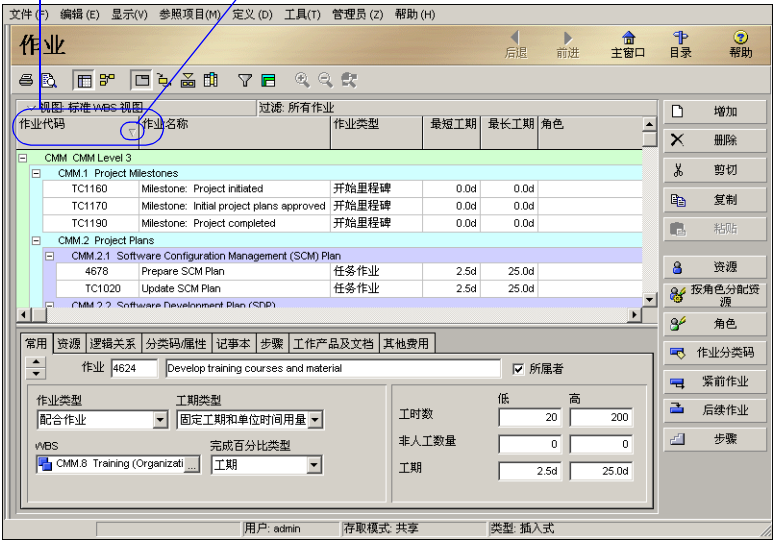 文件 (F) 编辑 (E) 显示(V) 参照项目(M) 定义 (D) 工具(T) 管理员 (Z) 帮助 (H)
作业
后退 前进 主窗口 目录 帮助
视图: 标准 WBS 视图 过滤: 所有作业
作业代码 作业名称 作业类型 最短工期 最长工期 角色
CMM CMM Level 3
CMM.1 Project Milestones
TC1160 Milestone: Project initiated 开始里程碑 0.0d 0.0d
TC1170 Milestone: Initial project plans approved 开始里程碑 0.0d 0.0d
TC1190 Milestone: Project completed 开始里程碑 0.0d 0.0d
CMM.2 Project Plans
CMM.2.1 Software Configuration Management (SCM) Plan
4678 Prepare SCM Plan 任务作业 2.5d 25.0d
TC1020 Update SCM Plan 任务作业 2.5d 25.0d
CMM.2.2 Software Development Plan (SDP)
增加
删除
剪切
复制
粘贴
资源
按角色分配资
源
角色
作业分类码
紧前作业
后续作业
步骤
常用 资源 逻辑关系 分类码/属性 记事本 步骤 工作产品及文档 其他费用
作业 4624 Develop training courses and material 所属者
作业类型 工期类型
配合作业 固定工期和单位时间用量
WBS 完成百分比类型
CMM.8 Training (Organizati ... 工期
低 高
工时数 20 200
非人工数量 0 0
工期 2.5d 25.0d
用户: admin 存取模式: 共享 类型: 插入式